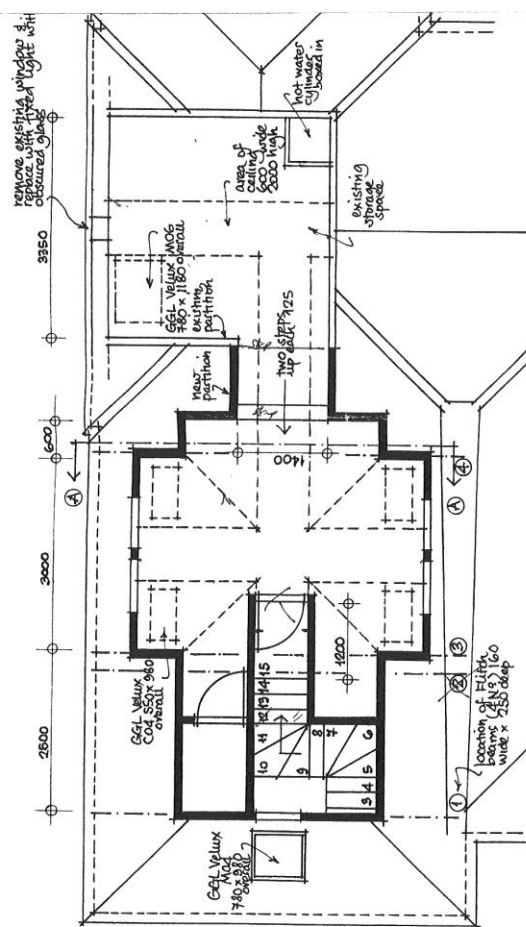 remove existing window &
replace with fixed light with
obscured glass
3350
600
3000
2800
GGL Velux M06
780 x 1180 overall
existing
partition
new
partition
area of
ceiling
600 wide
2000 high
hot water
cylinder
boxed in
existing
storage
space
two steps
up each 125
1400
1200
A
A
GGL Velux
C04 550 x 980
overall
GGL Velux
M04
780 x 980
overall
3 4 5 6
7
8
9
10 11 12 13 14 15
1
2
3
4
location of Flitch
beams (4 No) 160
wide x 250 deep